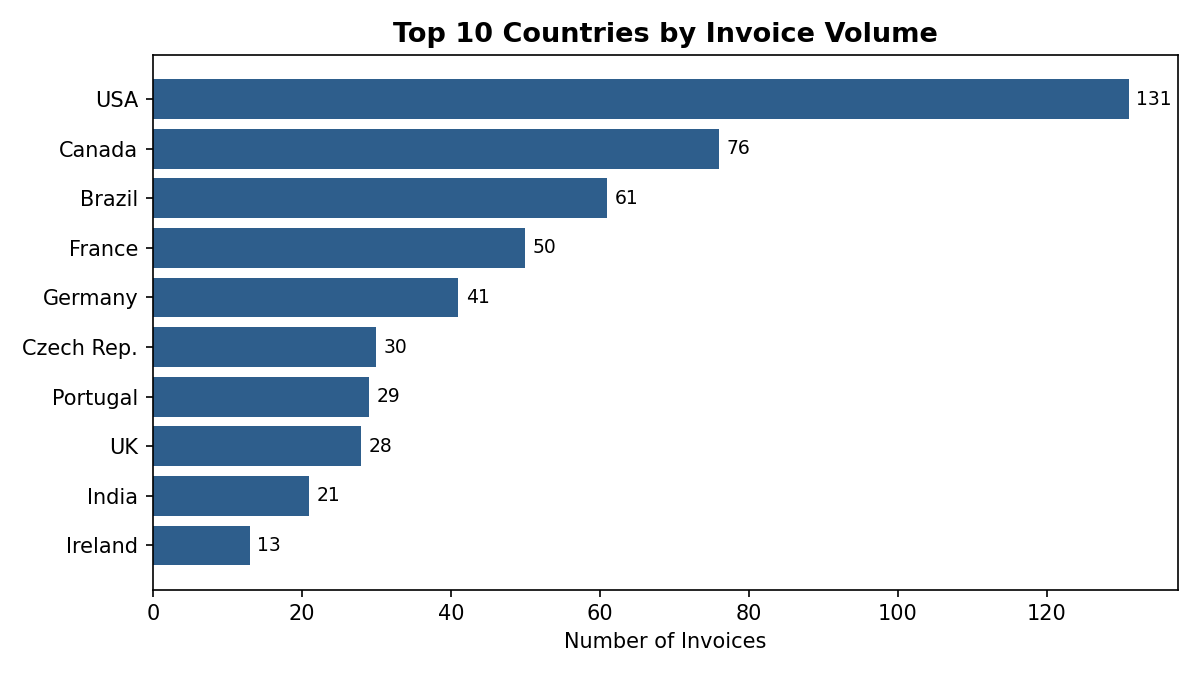 Top 10 Countries by Invoice Volume
USA 131
Canada 76
Brazil 61
France 50
Germany 41
Czech Rep. 30
Portugal 29
UK 28
India 21
Ireland 13
0 20 40 60 80 100 120
Number of Invoices